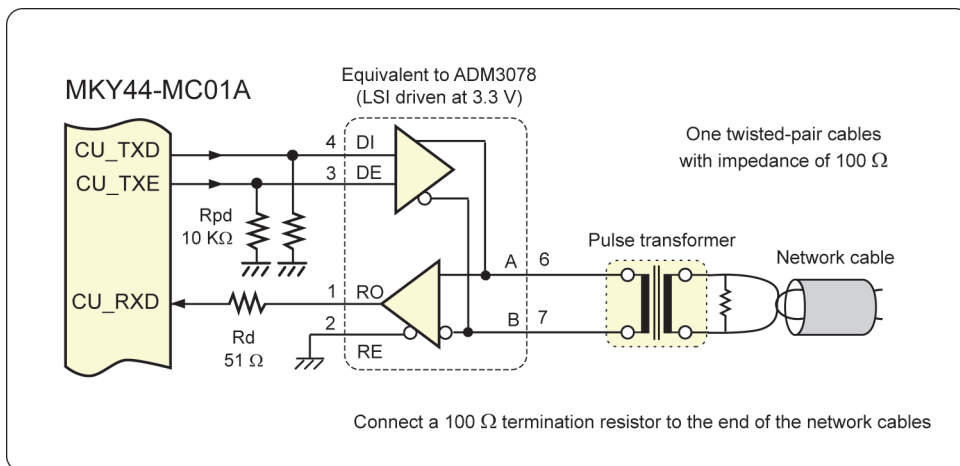 MKY44-MC01A
Equivalent to ADM3078
(LSI driven at 3.3 V)
One twisted-pair cables
with impedance of 100 Ω
CU_TXD
4 DI
CU_TXE
3 DE
Rpd
10 KΩ
Pulse transformer
Network cable
A 6
CU_RXD
1 RO
B 7
2
RE
Rd
51 Ω
Connect a 100 Ω termination resistor to the end of the network cables